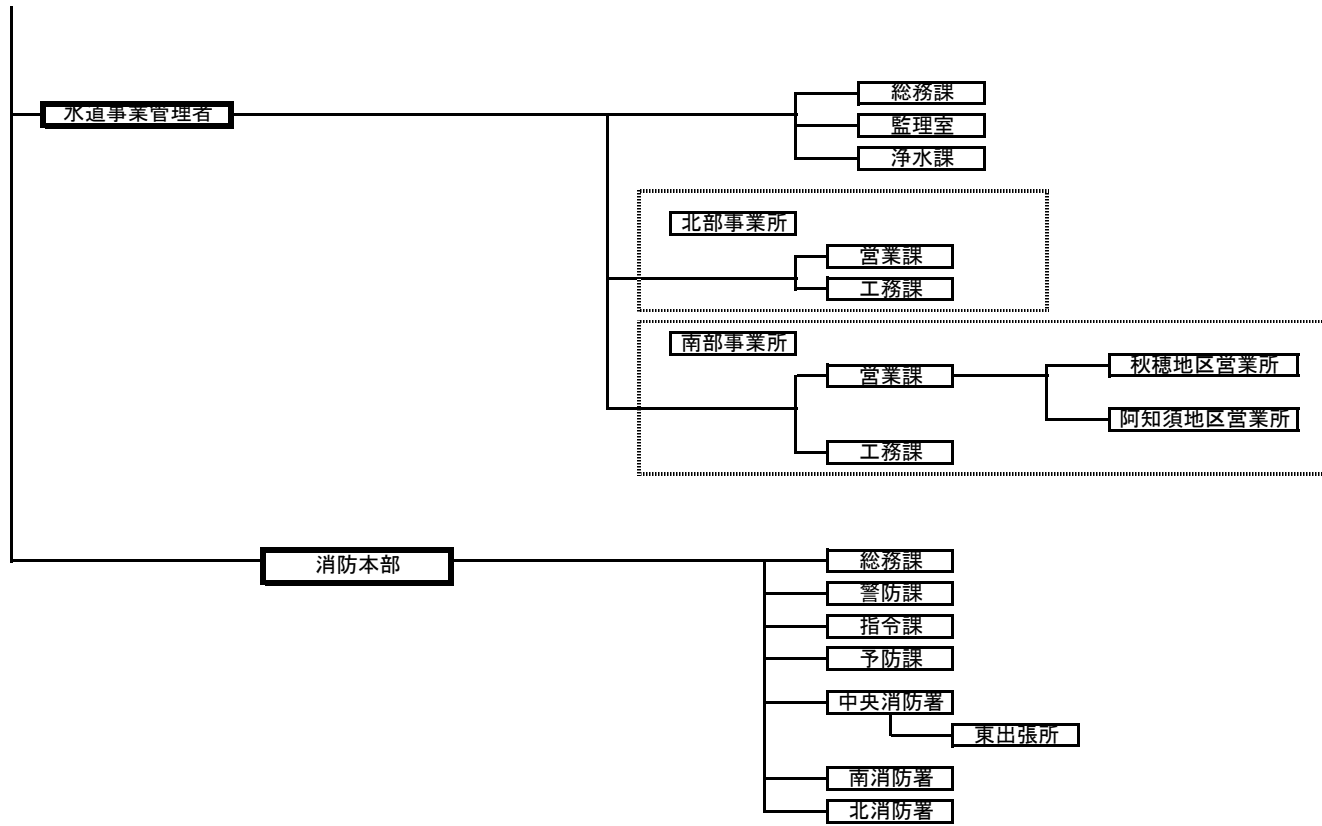 水道事業管理者
総務課
監理室
浄水課
北部事業所
営業課
工務課
南部事業所
営業課
秋穂地区営業所
阿知須地区営業所
工務課
消防本部
総務課
警防課
指令課
予防課
中央消防署
東出張所
南消防署
北消防署